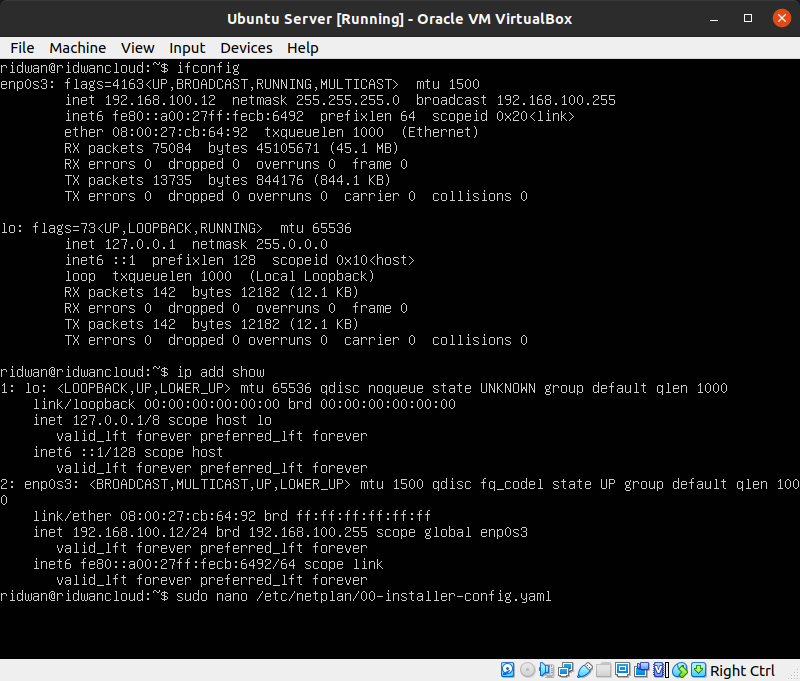 Ubuntu Server [Running] - Oracle VM VirtualBox
File Machine View Input Devices Help
ridwan@ridwancloud:~$ ifconfig
enp0s3: flags=4163<UP,BROADCAST,RUNNING,MULTICAST>  mtu 1500
        inet 192.168.100.12  netmask 255.255.255.0  broadcast 192.168.100.255
        inet6 fe80::a00:27ff:fecb:6492  prefixlen 64  scopeid 0x20<link>
        ether 08:00:27:cb:64:92  txqueuelen 1000  (Ethernet)
        RX packets 75084  bytes 45105671 (45.1 MB)
        RX errors 0  dropped 0  overruns 0  frame 0
        TX packets 13735  bytes 844176 (844.1 KB)
        TX errors 0  dropped 0 overruns 0  carrier 0  collisions 0

lo: flags=73<UP,LOOPBACK,RUNNING>  mtu 65536
        inet 127.0.0.1  netmask 255.0.0.0
        inet6 ::1  prefixlen 128  scopeid 0x10<host>
        loop  txqueuelen 1000  (Local Loopback)
        RX packets 142  bytes 12182 (12.1 KB)
        RX errors 0  dropped 0  overruns 0  frame 0
        TX packets 142  bytes 12182 (12.1 KB)
        TX errors 0  dropped 0 overruns 0  carrier 0  collisions 0

ridwan@ridwancloud:~$ ip add show
1: lo: <LOOPBACK,UP,LOWER_UP> mtu 65536 qdisc noqueue state UNKNOWN group default qlen 1000
    link/loopback 00:00:00:00:00:00 brd 00:00:00:00:00:00
    inet 127.0.0.1/8 scope host lo
       valid_lft forever preferred_lft forever
    inet6 ::1/128 scope host
       valid_lft forever preferred_lft forever
2: enp0s3: <BROADCAST,MULTICAST,UP,LOWER_UP> mtu 1500 qdisc fq_codel state UP group default qlen 100
0
    link/ether 08:00:27:cb:64:92 brd ff:ff:ff:ff:ff:ff
    inet 192.168.100.12/24 brd 192.168.100.255 scope global enp0s3
       valid_lft forever preferred_lft forever
    inet6 fe80::a00:27ff:fecb:6492/64 scope link
       valid_lft forever preferred_lft forever
ridwan@ridwancloud:~$ sudo nano /etc/netplan/00-installer-config.yaml
Right Ctrl